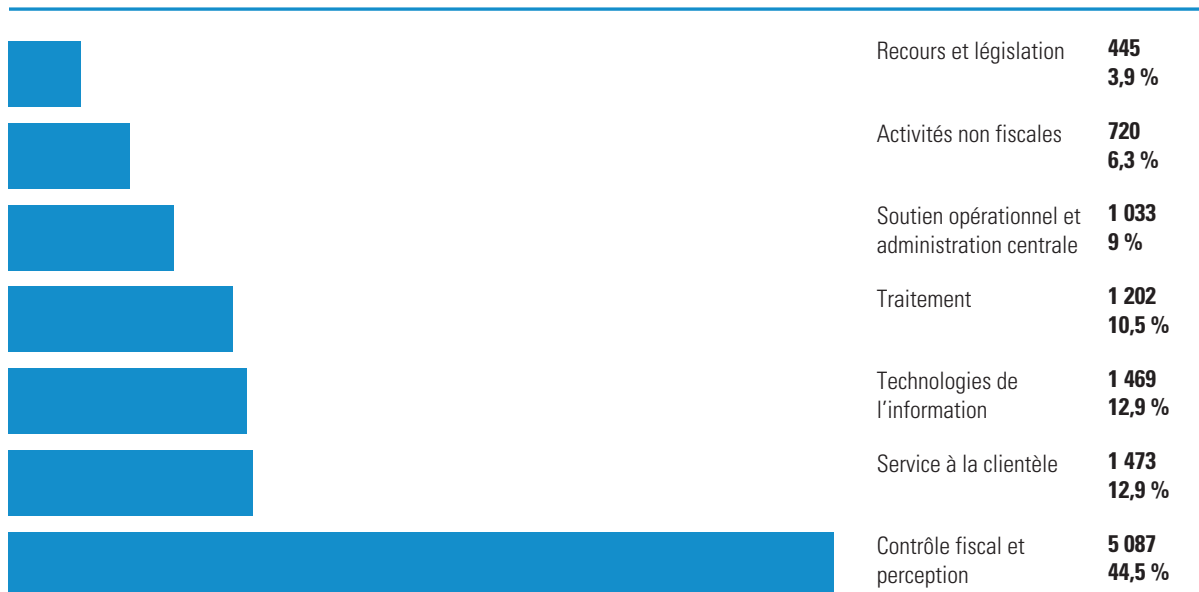 Recours et législation 445
3,9 %
Activités non fiscales 720
6,3 %
Soutien opérationnel et 1 033
administration centrale 9 %
Traitement 1 202
10,5 %
Technologies de 1 469
l'information 12,9 %
Service à la clientèle 1 473
12,9 %
Contrôle fiscal et 5 087
perception 44,5 %